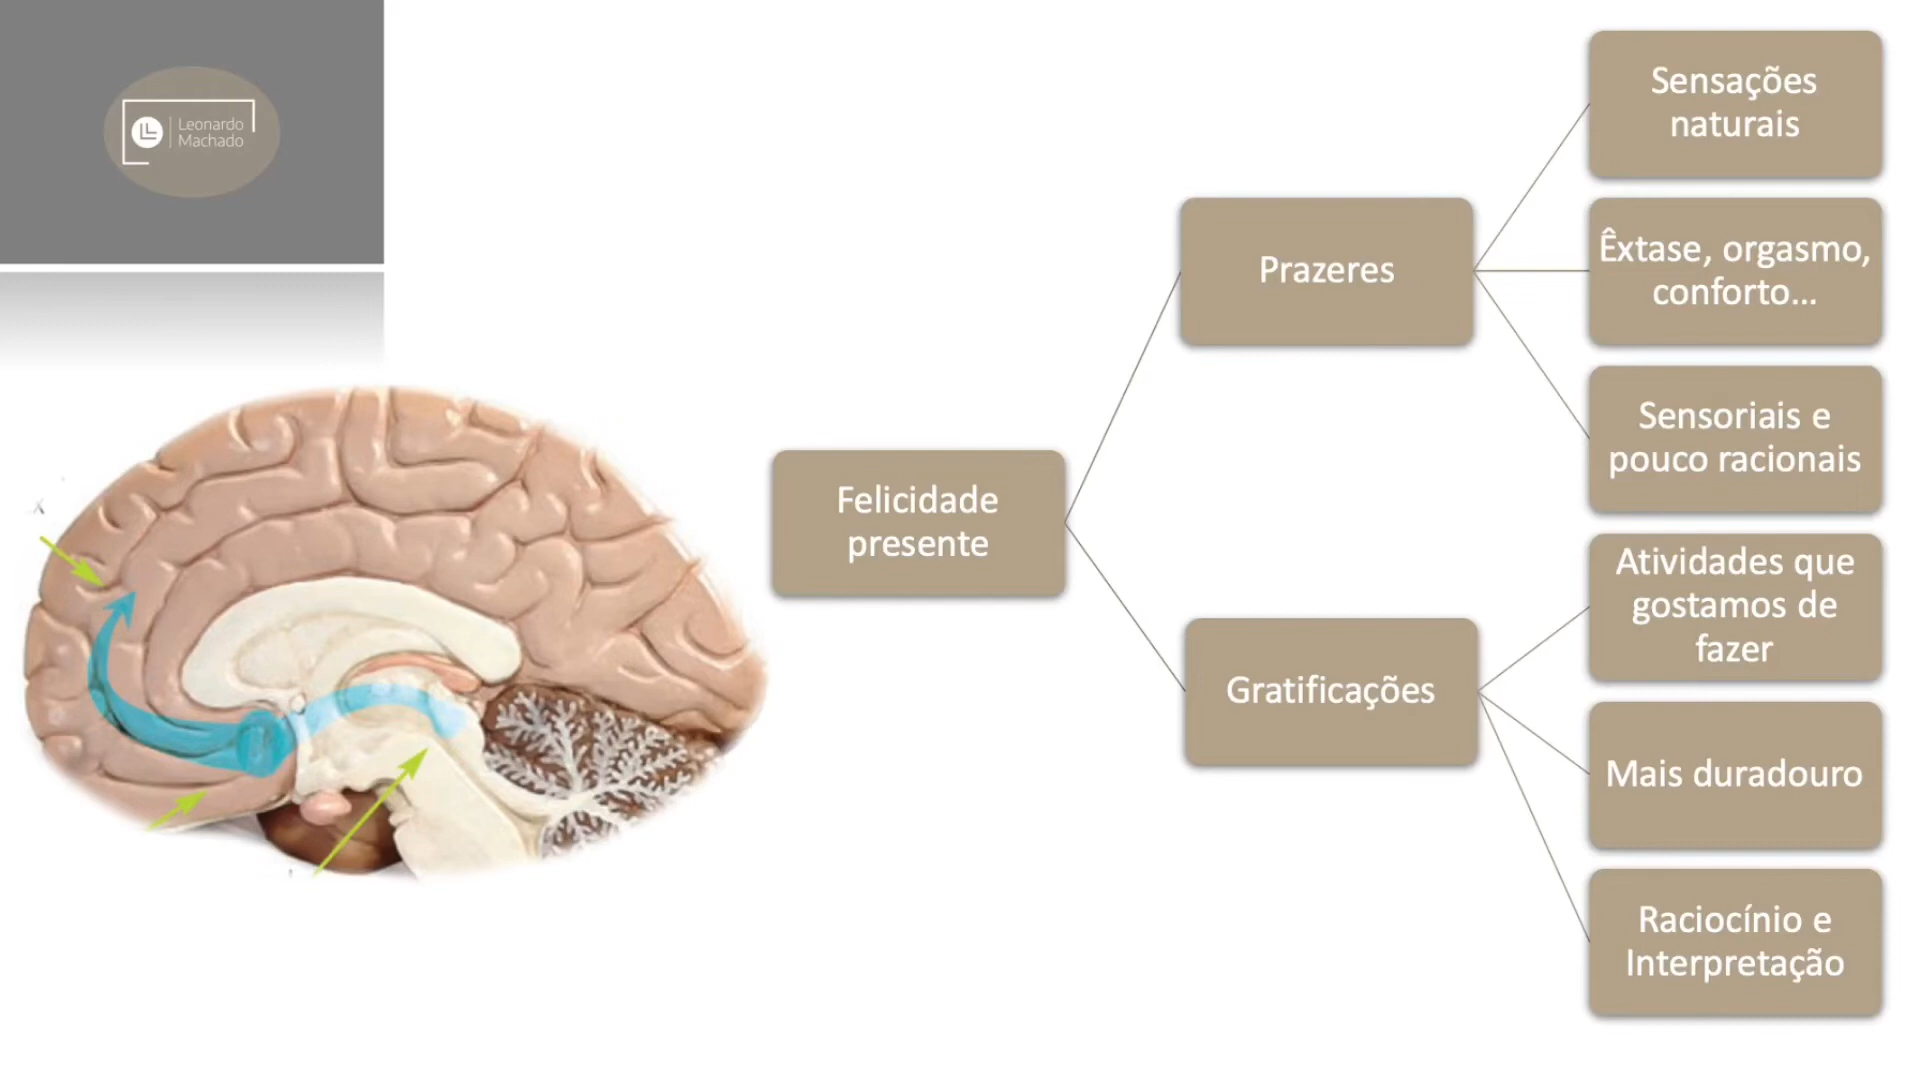 Leonardo
Machado
Felicidade
presente
Prazeres
Sensações
naturais
Êxtase, orgasmo,
conforto...
Sensoriais e
pouco racionais
Gratificações
Atividades que
gostamos de
fazer
Mais duradouro
Raciocínio e
Interpretação